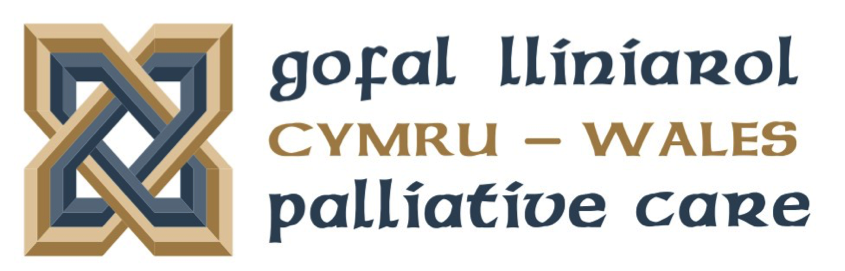 gofal lliniarol
CYMRU – WALES
palliative care